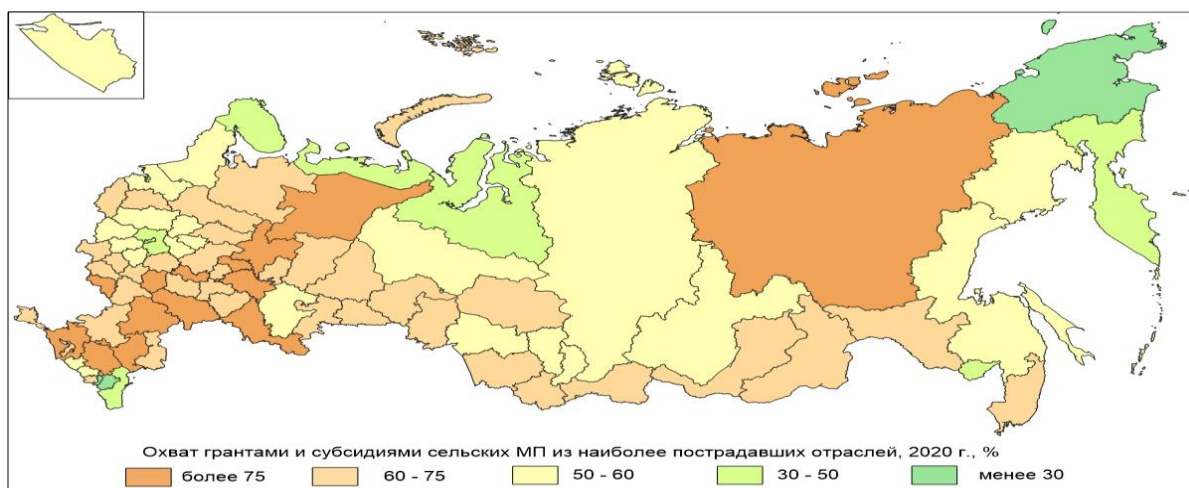 Охват грантами и субсидиями сельских МП из наиболее пострадавших отраслей, 2020 г., %
более 75 60 - 75 50 - 60 30 - 50 менее 30